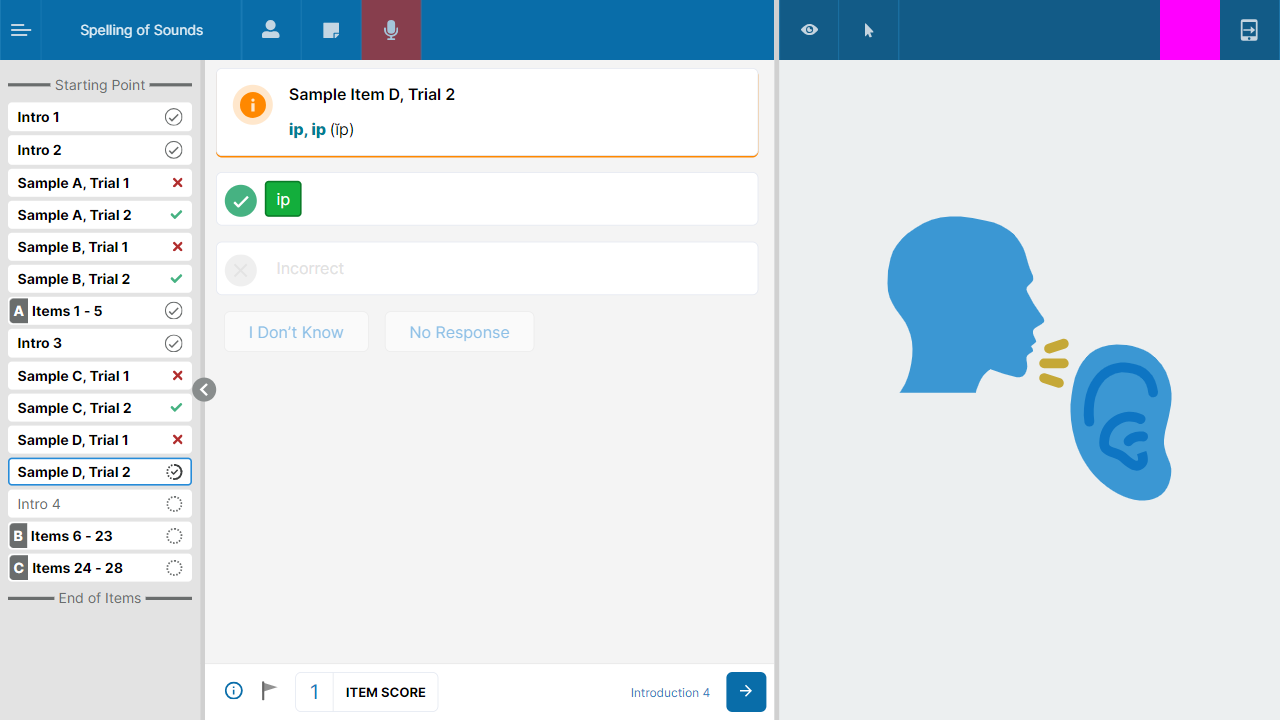 Spelling of Sounds
Starting Point
Intro 1
Intro 2
Sample A, Trial 1
Sample A, Trial 2
Sample B, Trial 1
Sample B, Trial 2
A Items 1 - 5
Intro 3
Sample C, Trial 1
Sample C, Trial 2
Sample D, Trial 1
Sample D, Trial 2
Intro 4
B Items 6 - 23
C Items 24 - 28
End of Items
Sample Item D, Trial 2
ip, ip (ĭp)
ip
Incorrect
I Don’t Know
No Response
1 ITEM SCORE
Introduction 4